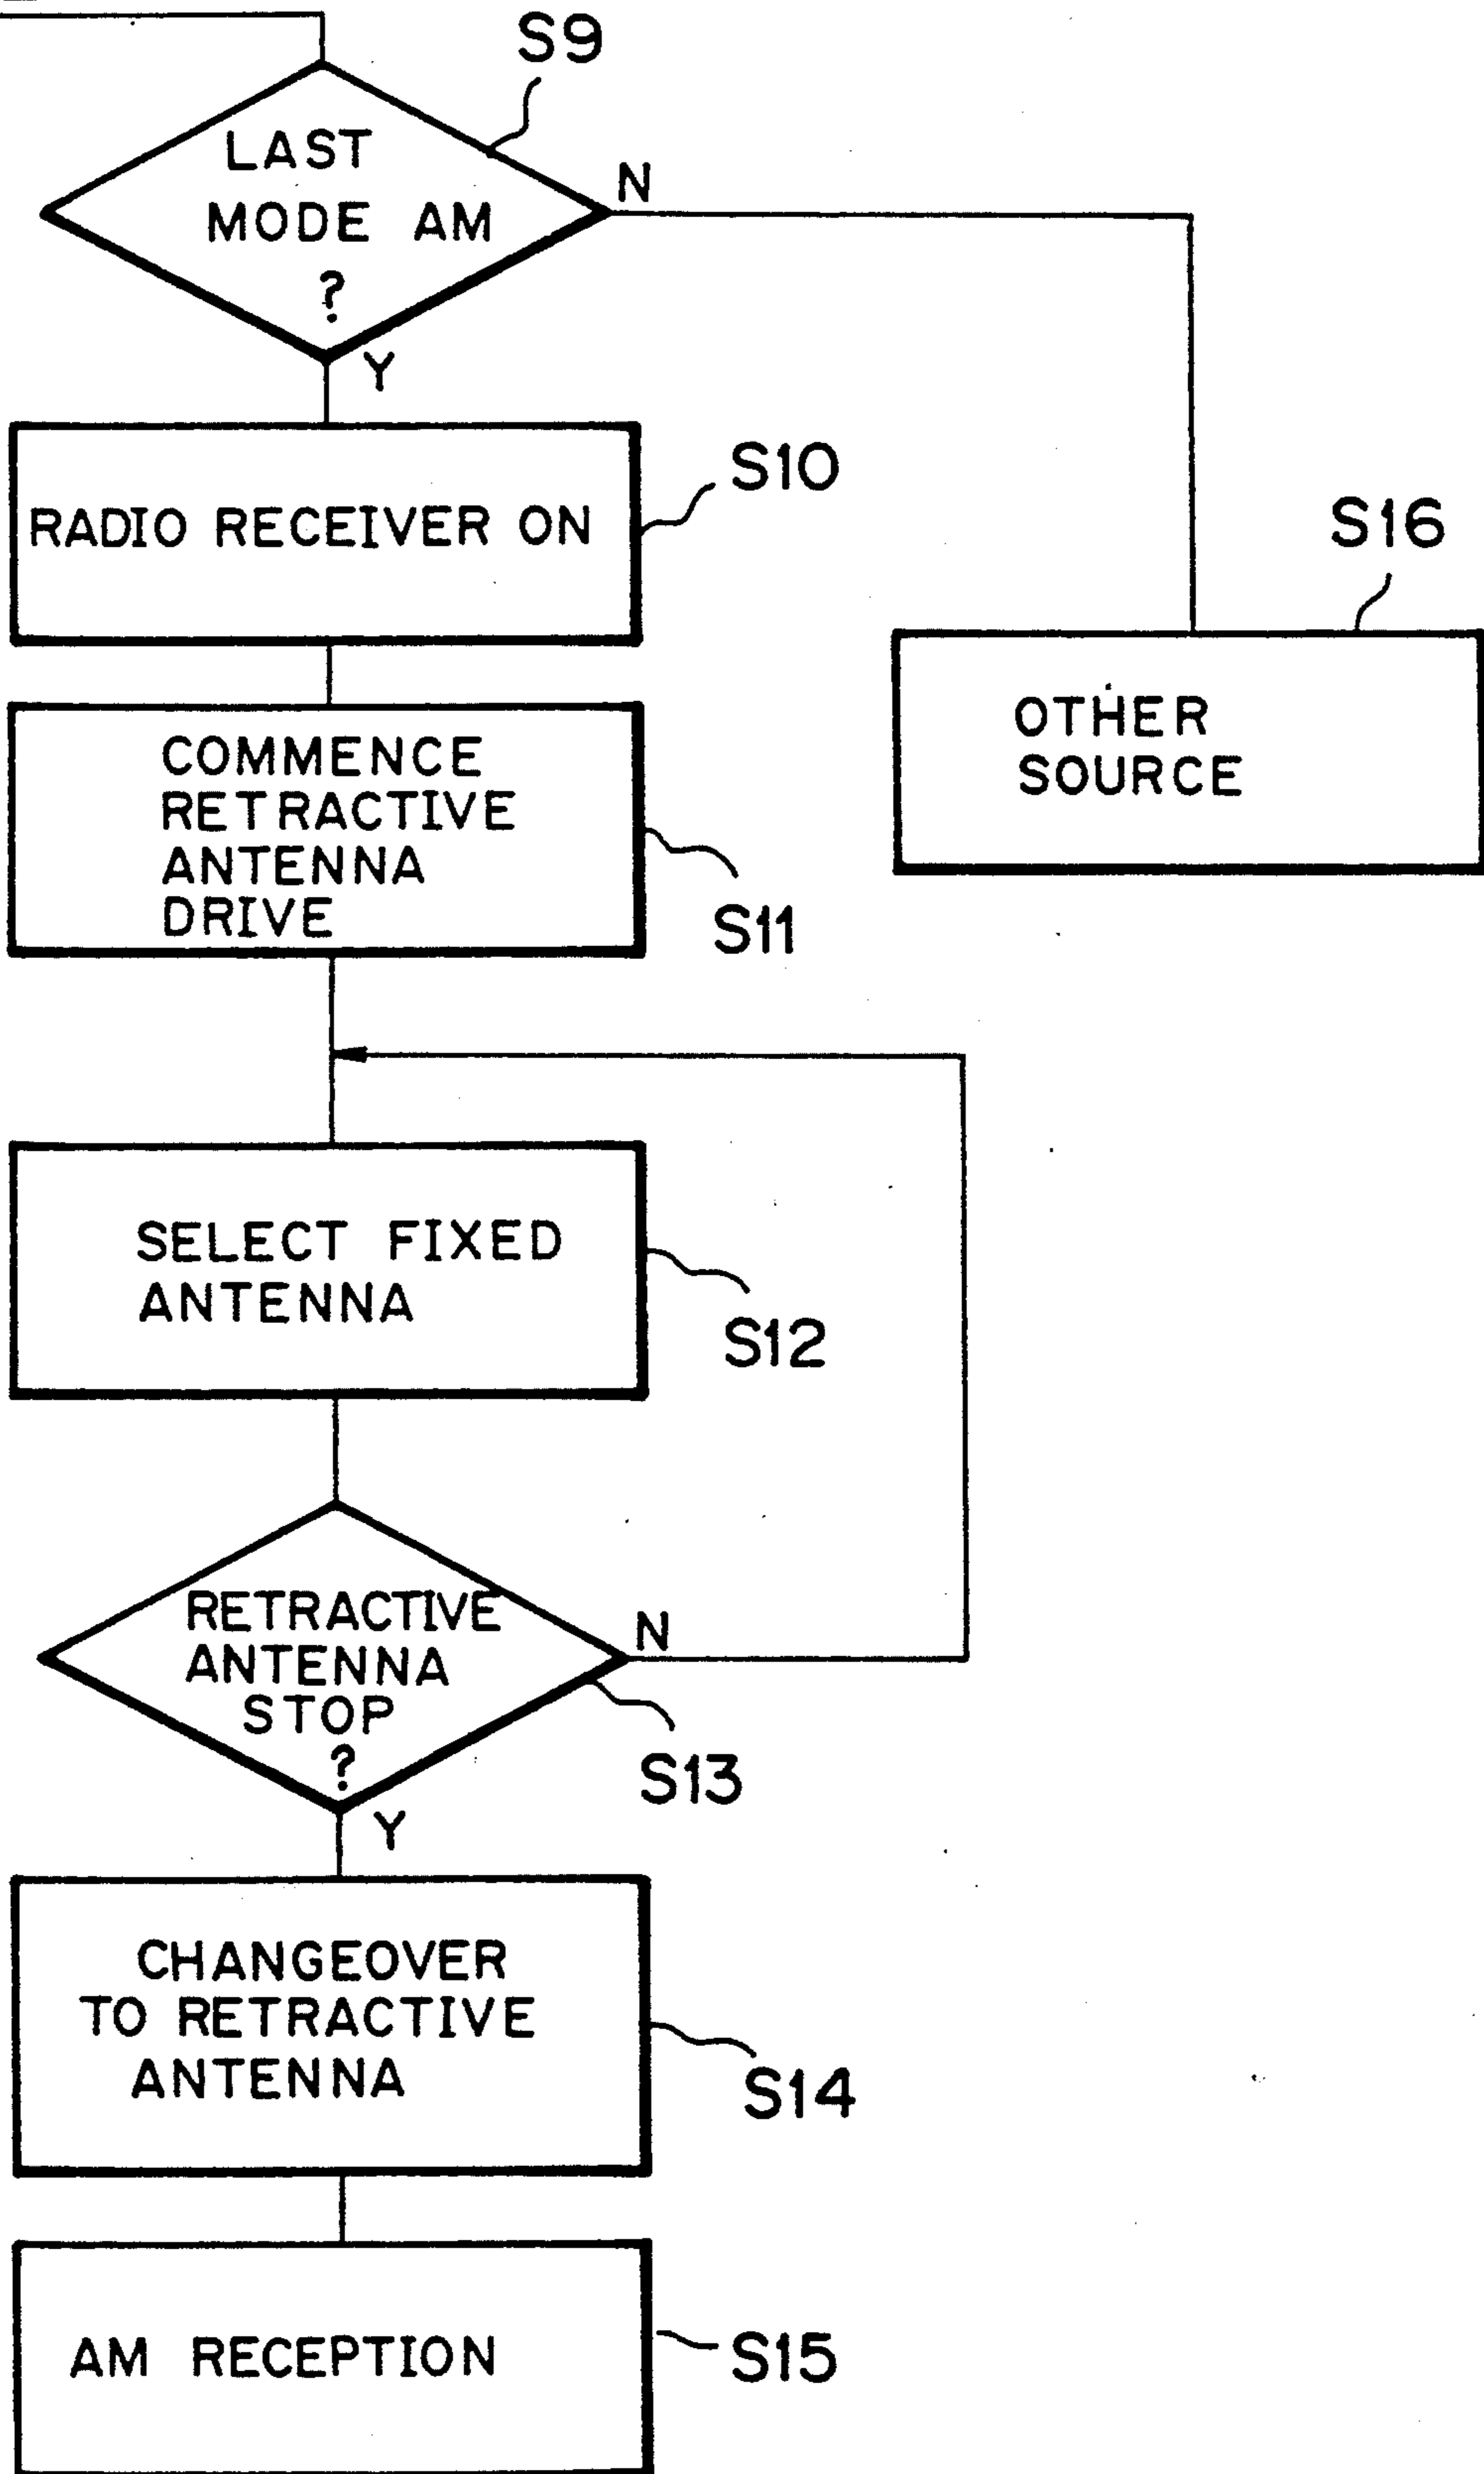 S9
LAST
MODE AM
?
N
Y
RADIO RECEIVER ON
S10
S16
OTHER
SOURCE
COMMENCE
RETRACTIVE
ANTENNA
DRIVE
S11
SELECT FIXED
ANTENNA
S12
RETRACTIVE
ANTENNA
STOP
?
N
S13
Y
CHANGEOVER
TO RETRACTIVE
ANTENNA
S14
AM RECEPTION
S15